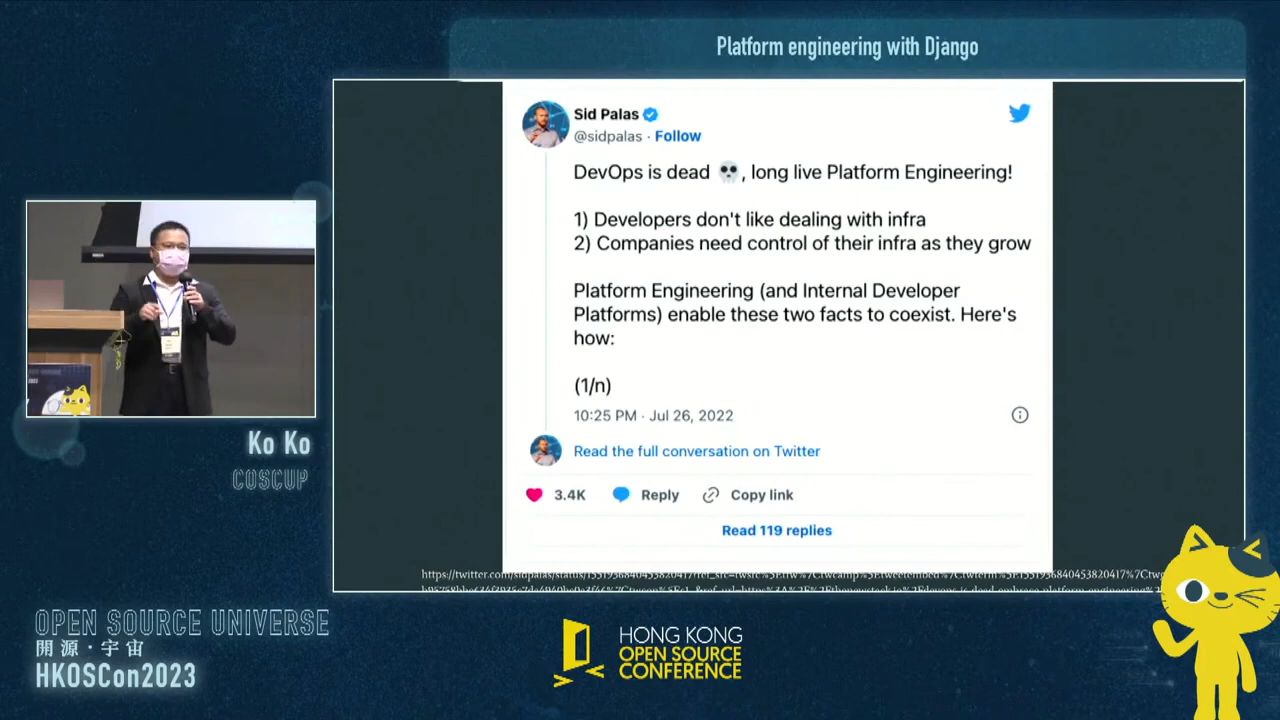 Platform engineering with Django
Sid Palas
@sidpalas · Follow
DevOps is dead 💀, long live Platform Engineering!
1) Developers don't like dealing with infra
2) Companies need control of their infra as they grow
Platform Engineering (and Internal Developer
Platforms) enable these two facts to coexist. Here's
how:
(1/n)
10:25 PM · Jul 26, 2022
Read the full conversation on Twitter
3.4K
Reply
Copy link
Read 119 replies
Ko Ko
COSCUP
OPEN SOURCE UNIVERSE
開源·宇宙
HKOSCon2023
HONG KONG
OPEN SOURCE
CONFERENCE